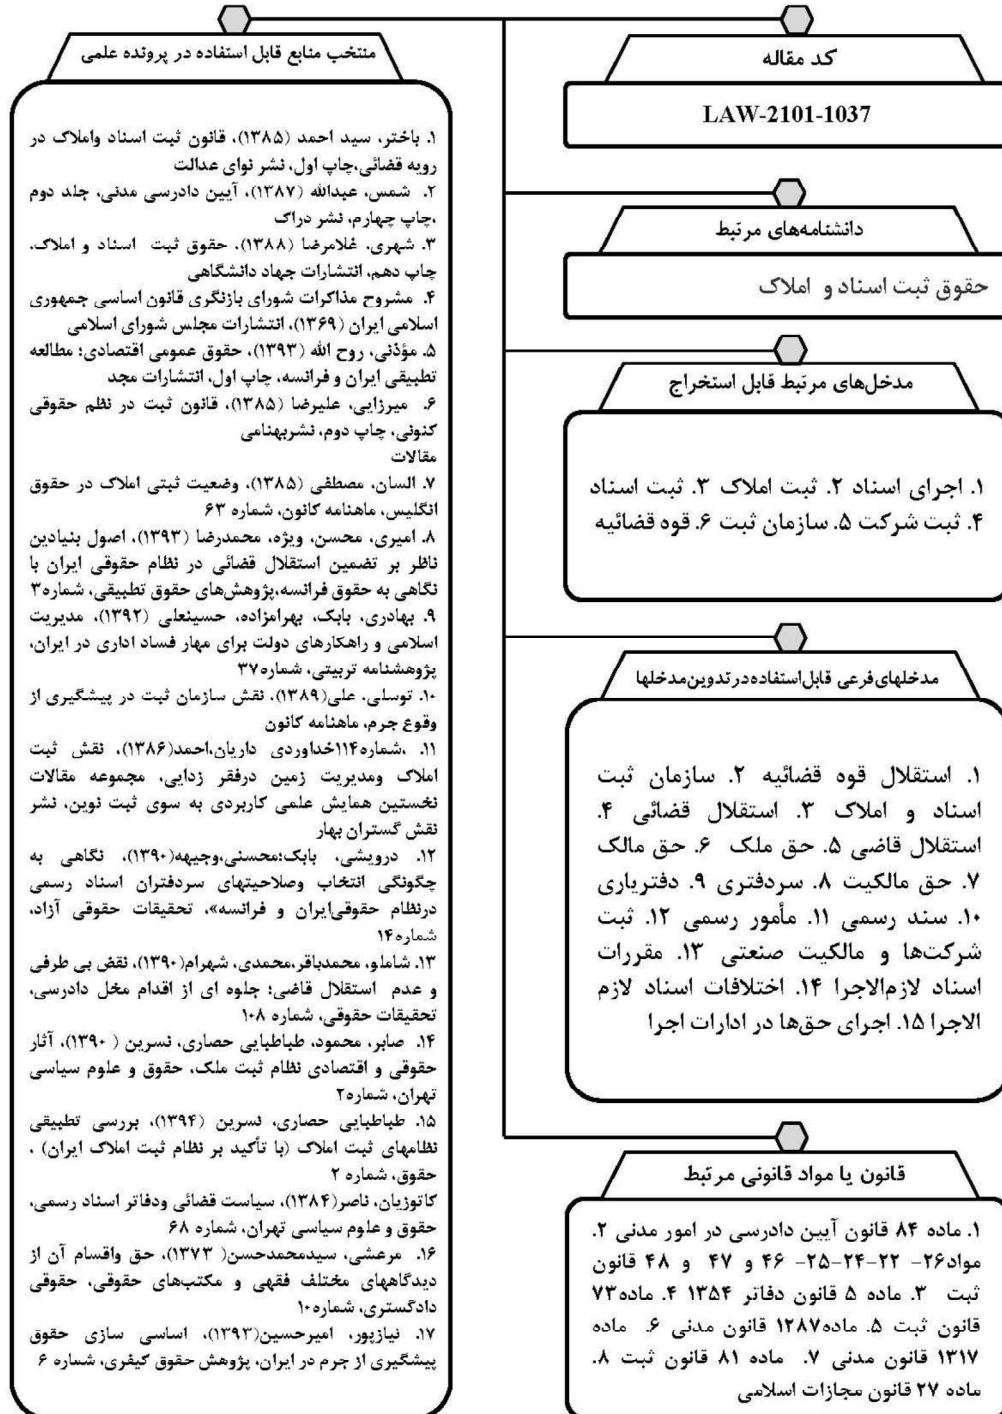 کد مقاله
LAW-2101-1037
دانشنامه‌های مرتبط
حقوق ثبت اسناد و املاک
مدخل‌های مرتبط قابل استخراج
۱. اجرای اسناد ۲. ثبت املاک ۳. ثبت اسناد
۴. ثبت شرکت ۵. سازمان ثبت ۶. قوه قضائیه
مدخلهای فرعی قابل استفاده در تدوین مدخلها
۱. استقلال قوه قضائیه ۲. سازمان ثبت
اسناد و املاک ۳. استقلال قضائی ۴.
استقلال قاضی ۵. حق ملک ۶. حق مالک
۷. حق مالکیت ۸. سردفتری ۹. دفتریاری
۱۰. سند رسمی ۱۱. مأمور رسمی ۱۲. ثبت
شرکت‌ها و مالکیت صنعتی ۱۳. مقررات
اسناد لازم‌الاجرا ۱۴. اختلافات اسناد لازم
الاجرا ۱۵. اجرای حق‌ها در ادارات اجرا
قانون یا مواد قانونی مرتبط
۱. ماده ۸۴ قانون آیین دادرسی در امور مدنی ۲.
مواد۲۶- ۲۲-۲۴-۲۵- ۴۶ و ۴۷ و ۴۸ قانون
ثبت ۳. ماده ۵ قانون دفاتر ۱۳۵۴ ۴. ماده۷۳
قانون ثبت ۵. ماده۱۲۸۷ قانون مدنی ۶. ماده
۱۳۱۷ قانون مدنی ۷. ماده ۸۱ قانون ثبت ۸.
ماده ۲۷ قانون مجازات اسلامی
منتخب منابع قابل استفاده در پرونده علمی
۱. باختر، سید احمد (۱۳۸۵)، قانون ثبت اسناد واملاک در
رویه قضائی،چاپ اول، نشر نوای عدالت
۲. شمس، عبدالله (۱۳۸۷)، آیین دادرسی مدنی، جلد دوم
،چاپ چهارم، نشر دراک
۳. شهری، غلامرضا (۱۳۸۸)، حقوق ثبت اسناد و املاک،
چاپ دهم، انتشارات جهاد دانشگاهی
۴. مشروح مذاکرات شورای بازنگری قانون اساسی جمهوری
اسلامی ایران (۱۳۶۹)، انتشارات مجلس شورای اسلامی
۵. مؤذنی، روح الله (۱۳۹۳)، حقوق عمومی اقتصادی؛ مطالعه
تطبیقی ایران و فرانسه، چاپ اول، انتشارات مجد
۶. میرزایی، علیرضا (۱۳۸۵)، قانون ثبت در نظم حقوقی
کنونی، چاپ دوم، نشربهنامی
مقالات
۷. السان، مصطفی (۱۳۸۵)، وضعیت ثبتی املاک در حقوق
انگلیس، ماهنامه کانون، شماره ۶۳
۸. امیری، محسن، ویژه، محمدرضا (۱۳۹۳)، اصول بنیادین
ناظر بر تضمین استقلال قضائی در نظام حقوقی ایران با
نگاهی به حقوق فرانسه،پژوهش‌های حقوق تطبیقی، شماره۳
۹. بهادری، بابک، بهرامزاده، حسینعلی (۱۳۹۲)، مدیریت
اسلامی و راهکارهای دولت برای مهار فساد اداری در ایران،
پژوهشنامه تربیتی، شماره۳۷
۱۰. توسلی، علی(۱۳۸۹)، نقش سازمان ثبت در پیشگیری از
وقوع جرم، ماهنامه کانون
۱۱. ،شماره۱۱۴خداوردی داریان،احمد(۱۳۸۶)، نقش ثبت
املاک ومدیریت زمین درفقر زدایی، مجموعه مقالات
نخستین همایش علمی کاربردی به سوی ثبت نوین، نشر
نقش گستران بهار
۱۲. درویشی، بابک؛محسنی،وجیهه(۱۳۹۰)، نگاهی به
چگونگی انتخاب وصلاحیتهای سردفتران اسناد رسمی
درنظام حقوقی‌ایران و فرانسه»، تحقیقات حقوقی آزاد،
شماره۱۴
۱۳. شاملو، محمدباقر،محمدی، شهرام(۱۳۹۰)، نقض بی طرفی
و عدم استقلال قاضی؛ جلوه ای از اقدام مخل دادرسی،
تحقیقات حقوقی، شماره ۱۰۸
۱۴. صابر، محمود، طباطبایی حصاری، نسرین ( ۱۳۹۰)، آثار
حقوقی و اقتصادی نظام ثبت ملک، حقوق و علوم سیاسی
تهران، شماره۲
۱۵. طباطبایی حصاری، نسرین (۱۳۹۴)، بررسی تطبیقی
نظامهای ثبت املاک (با تأکید بر نظام ثبت املاک ایران) ،
حقوق، شماره ۲
کاتوزیان، ناصر(۱۳۸۴)، سیاست قضائی ودفاتر اسناد رسمی،
حقوق و علوم سیاسی تهران، شماره ۶۸
۱۶. مرعشی، سیدمحمدحسن( ۱۳۷۳)، حق واقسام آن از
دیدگاههای مختلف فقهی و مکتب‌های حقوقی، حقوقی
دادگستری، شماره۱۰
۱۷. نیازپور، امیرحسین(۱۳۹۳)، اساسی سازی حقوق
پیشگیری از جرم در ایران، پژوهش حقوق کیفری، شماره ۶